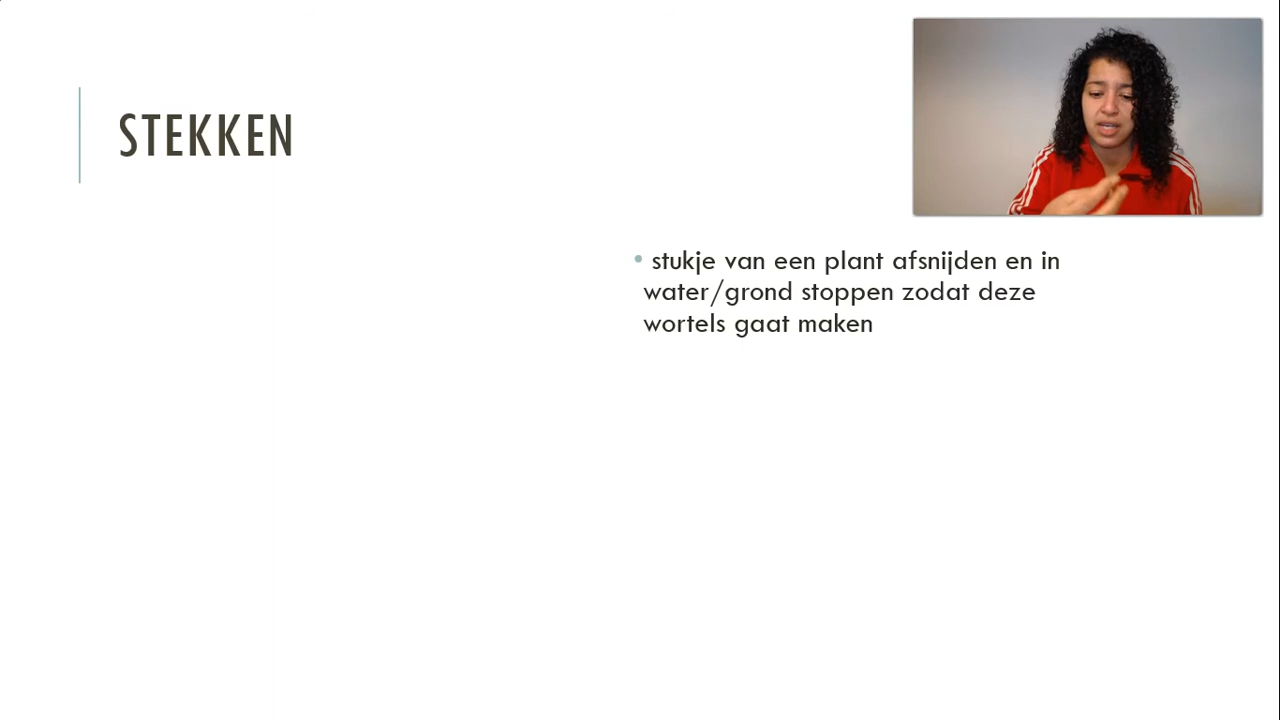 STEKKEN
• stukje van een plant afsnijden en in
water/grond stoppen zodat deze
wortels gaat maken